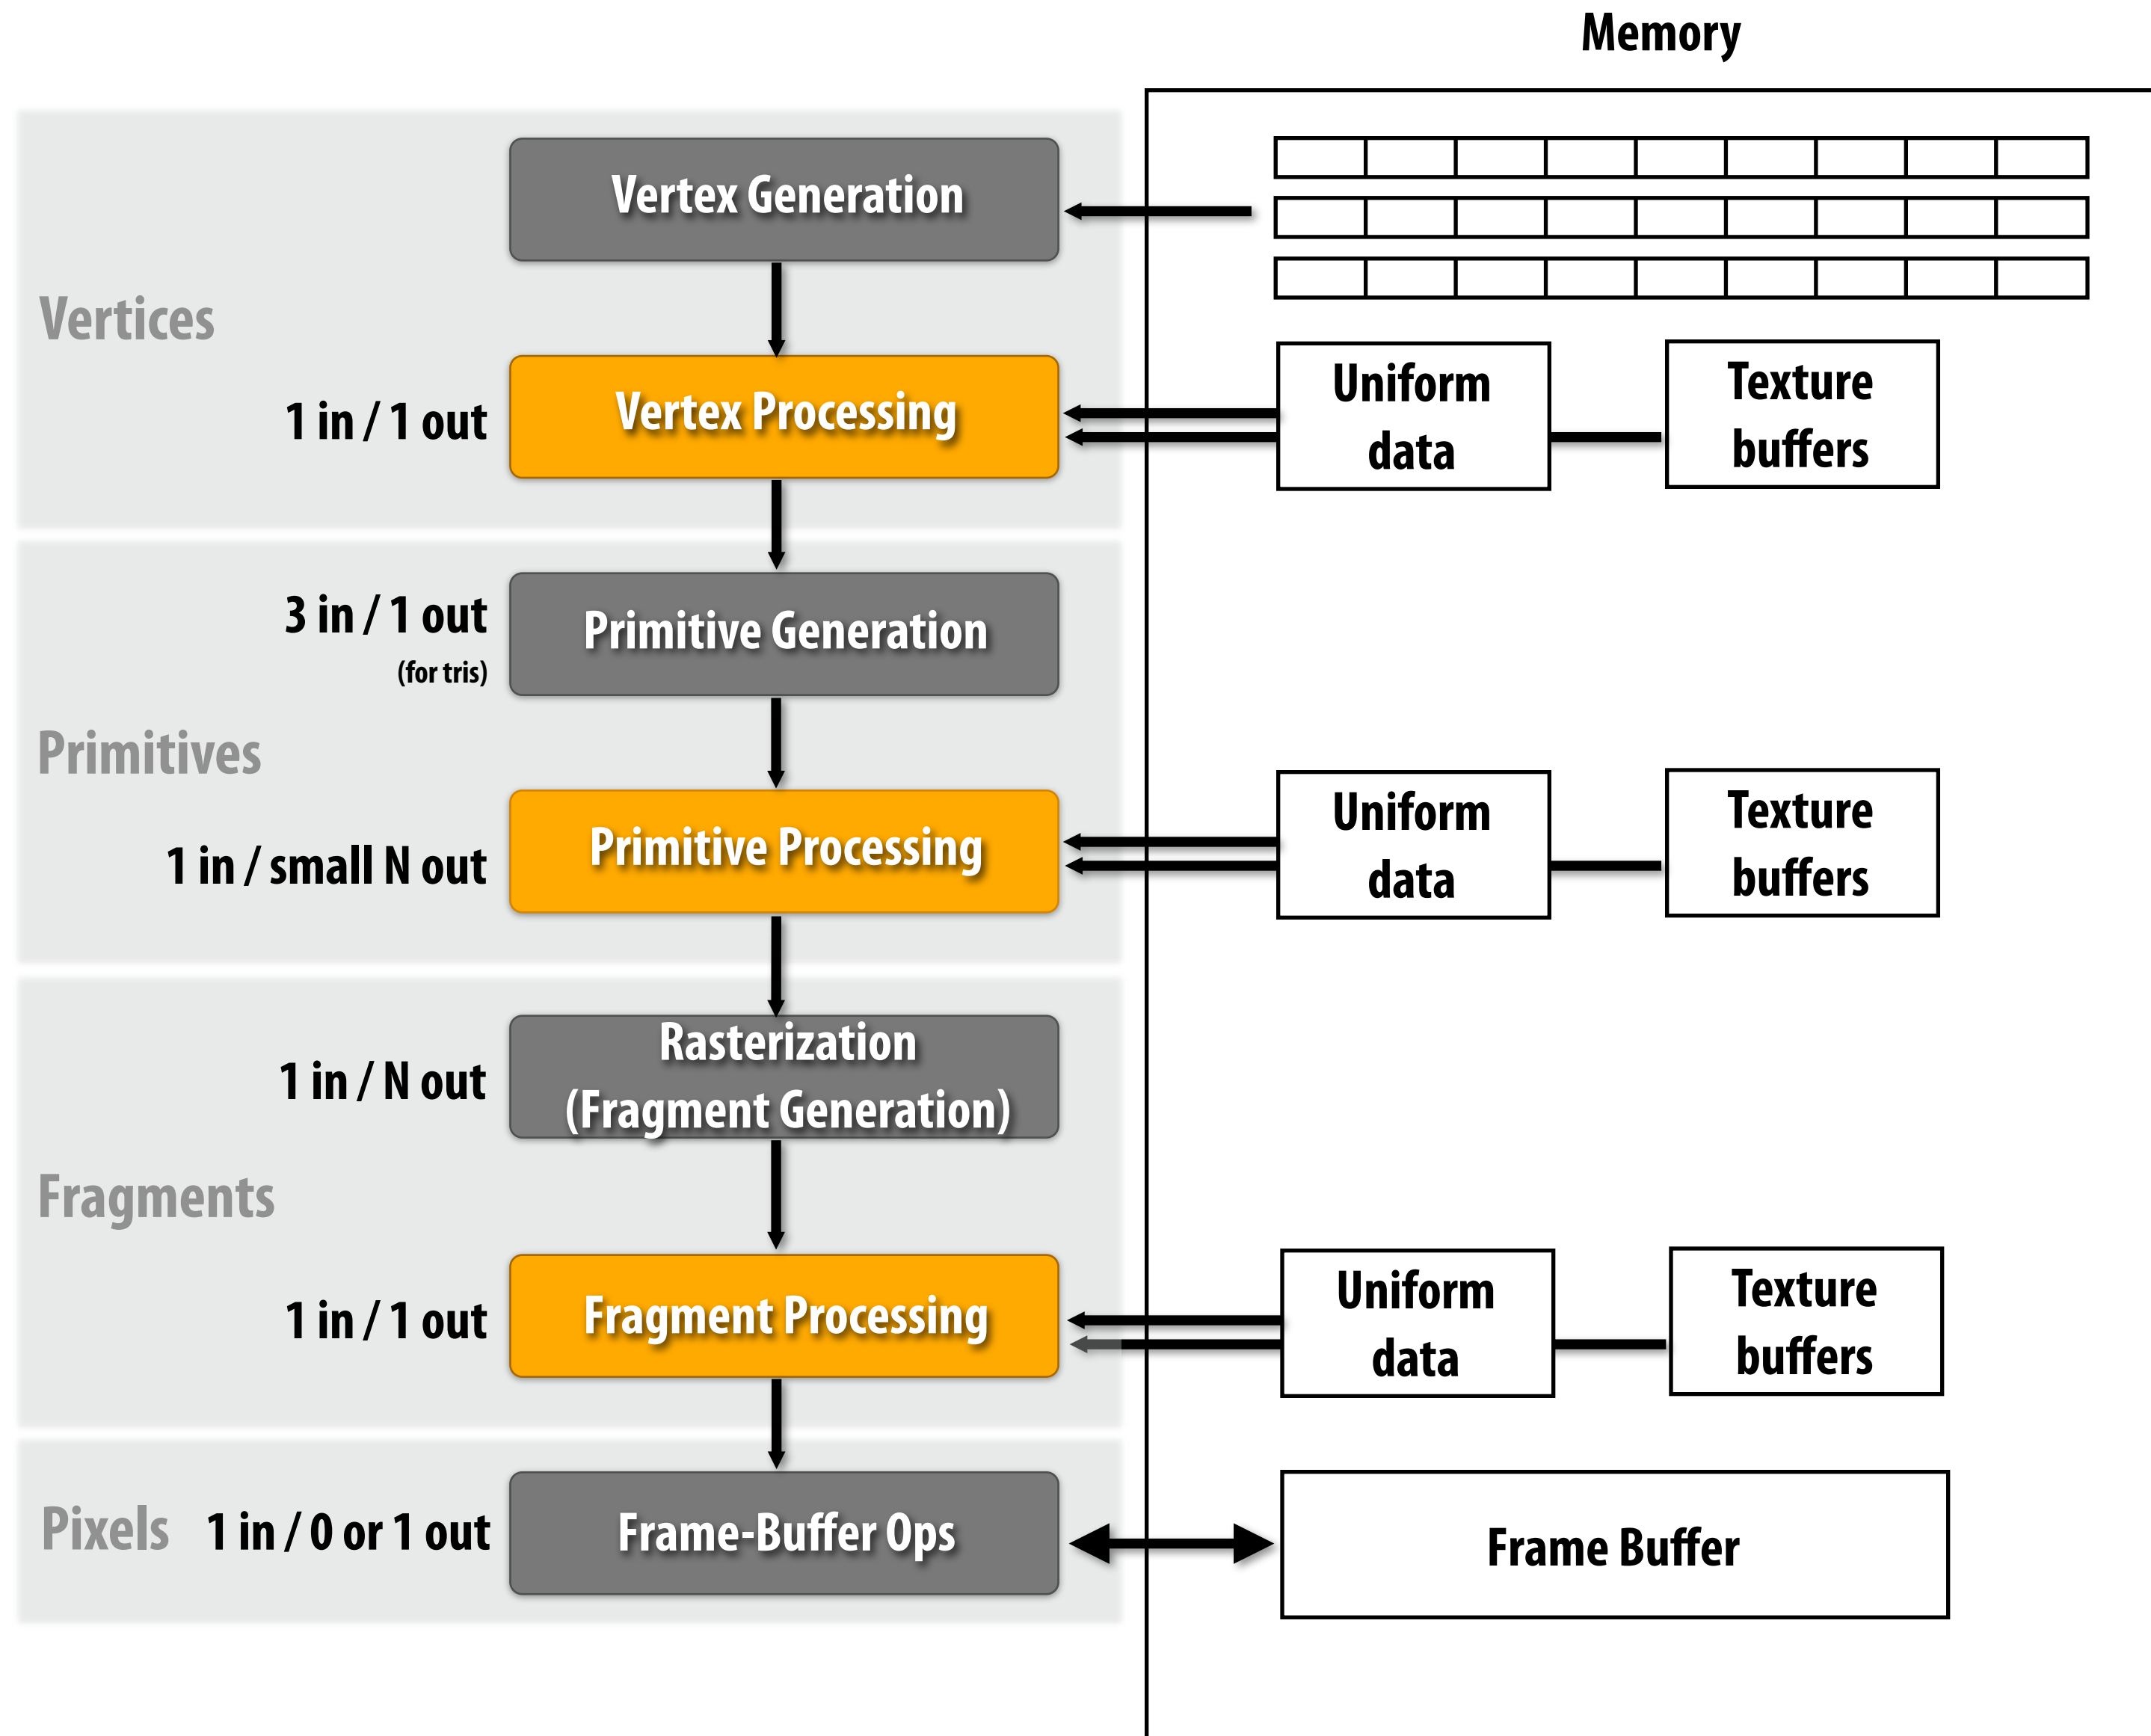 Memory
Vertex Generation
Vertices
1 in / 1 out
Vertex Processing
Uniform
data
Texture
buffers
3 in / 1 out
(for tris)
Primitive Generation
Primitives
1 in / small N out
Primitive Processing
Uniform
data
Texture
buffers
1 in / N out
Rasterization
(Fragment Generation)
Fragments
1 in / 1 out
Fragment Processing
Uniform
data
Texture
buffers
Pixels
1 in / 0 or 1 out
Frame-Buffer Ops
Frame Buffer